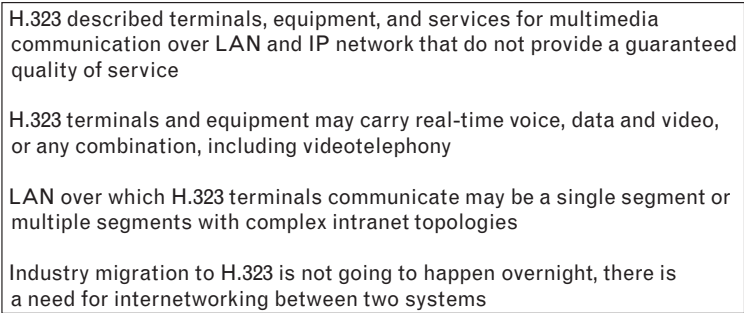 H.323 described terminals, equipment, and services for multimedia
communication over LAN and IP network that do not provide a guaranteed
quality of service
H.323 terminals and equipment may carry real-time voice, data and video,
or any combination, including videotelephony
LAN over which H.323 terminals communicate may be a single segment or
multiple segments with complex intranet topologies
Industry migration to H.323 is not going to happen overnight, there is
a need for internetworking between two systems